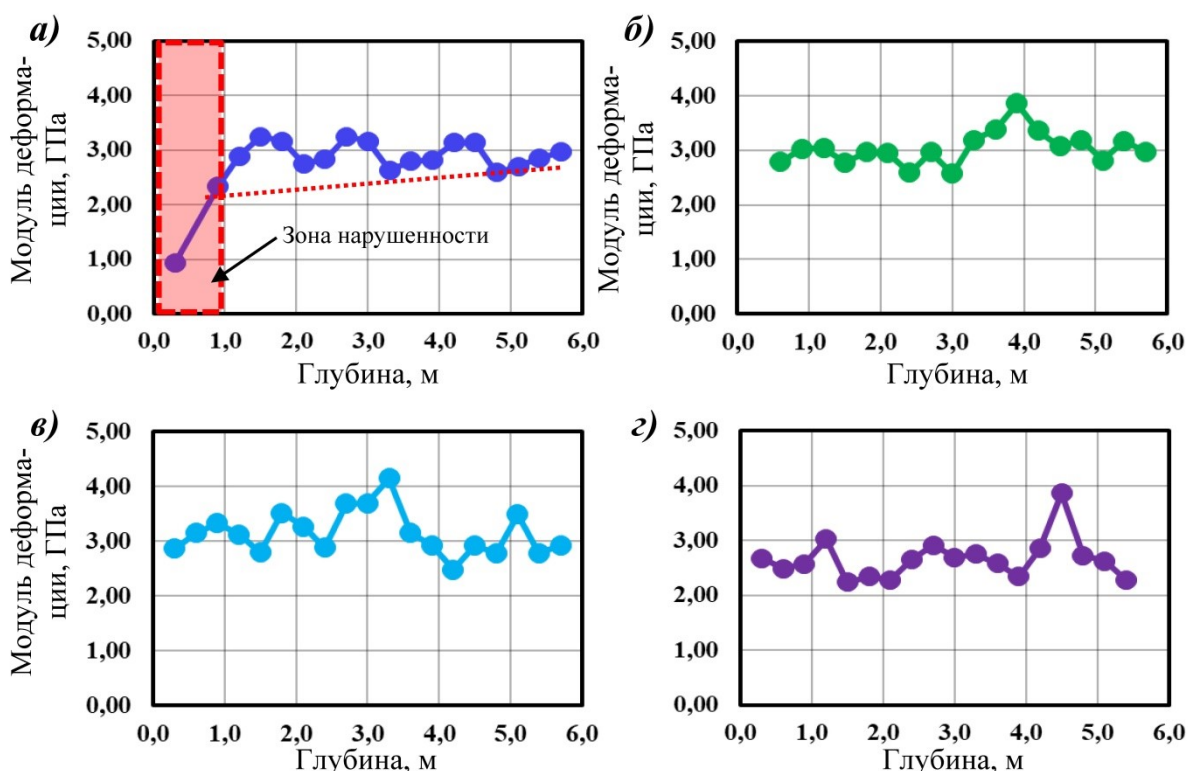 а)
Модуль деформа-
ции, ГПа
5,00
4,00
3,00
2,00
1,00
0,00
Зона нарушенности
0,0 1,0 2,0 3,0 4,0 5,0 6,0
Глубина, м
б)
Модуль деформа-
ции, ГПа
5,00
4,00
3,00
2,00
1,00
0,00
0,0 1,0 2,0 3,0 4,0 5,0 6,0
Глубина, м
в)
Модуль деформа-
ции, ГПа
5,00
4,00
3,00
2,00
1,00
0,00
0,0 1,0 2,0 3,0 4,0 5,0 6,0
Глубина, м
г)
5,00
4,00
3,00
2,00
1,00
0,00
0,0 1,0 2,0 3,0 4,0 5,0 6,0
Глубина, м